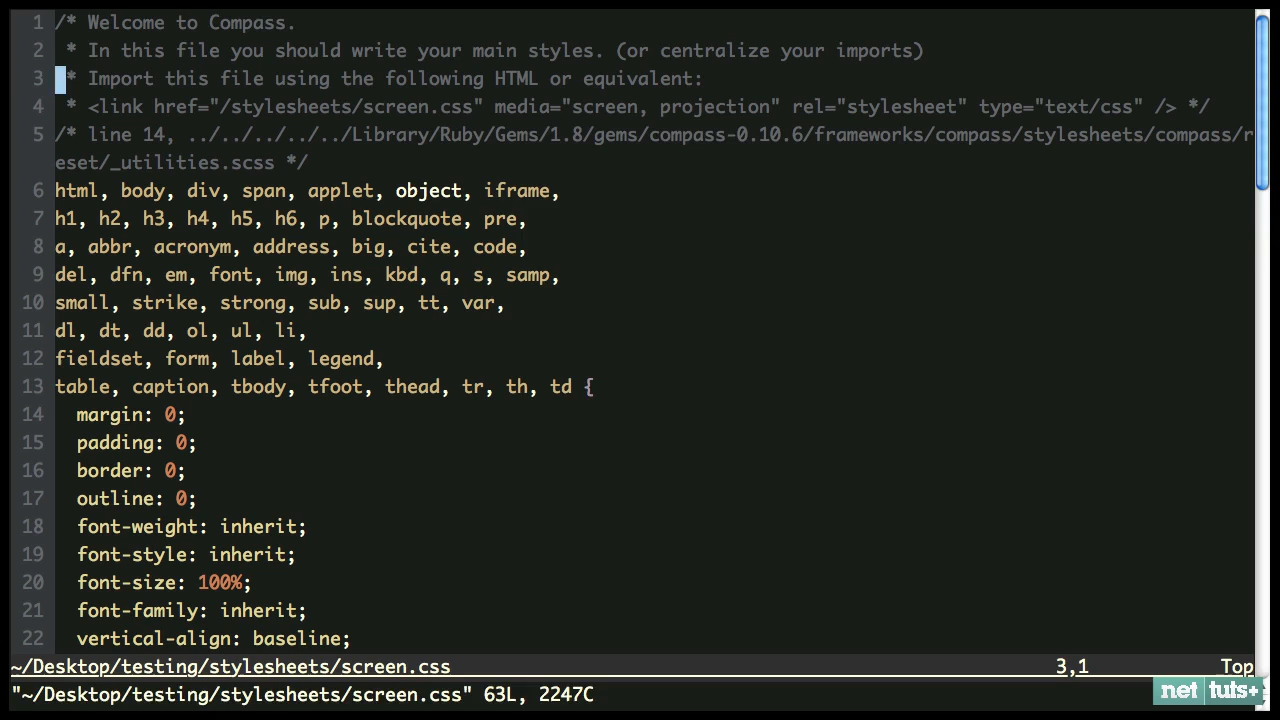 1 /* Welcome to Compass.
2  * In this file you should write your main styles. (or centralize your imports)
3  * Import this file using the following HTML or equivalent:
4  * <link href="/stylesheets/screen.css" media="screen, projection" rel="stylesheet" type="text/css" /> */
5 /* line 14, ../../../../../Library/Ruby/Gems/1.8/gems/compass-0.10.6/frameworks/compass/stylesheets/compass/r
eset/_utilities.scss */
6 html, body, div, span, applet, object, iframe,
7 h1, h2, h3, h4, h5, h6, p, blockquote, pre,
8 a, abbr, acronym, address, big, cite, code,
9 del, dfn, em, font, img, ins, kbd, q, s, samp,
10 small, strike, strong, sub, sup, tt, var,
11 dl, dt, dd, ol, ul, li,
12 fieldset, form, label, legend,
13 table, caption, tbody, tfoot, thead, tr, th, td {
14   margin: 0;
15   padding: 0;
16   border: 0;
17   outline: 0;
18   font-weight: inherit;
19   font-style: inherit;
20   font-size: 100%;
21   font-family: inherit;
22   vertical-align: baseline;
~/Desktop/testing/stylesheets/screen.css 3,1 Top
"~/Desktop/testing/stylesheets/screen.css" 63L, 2247C
net tuts+